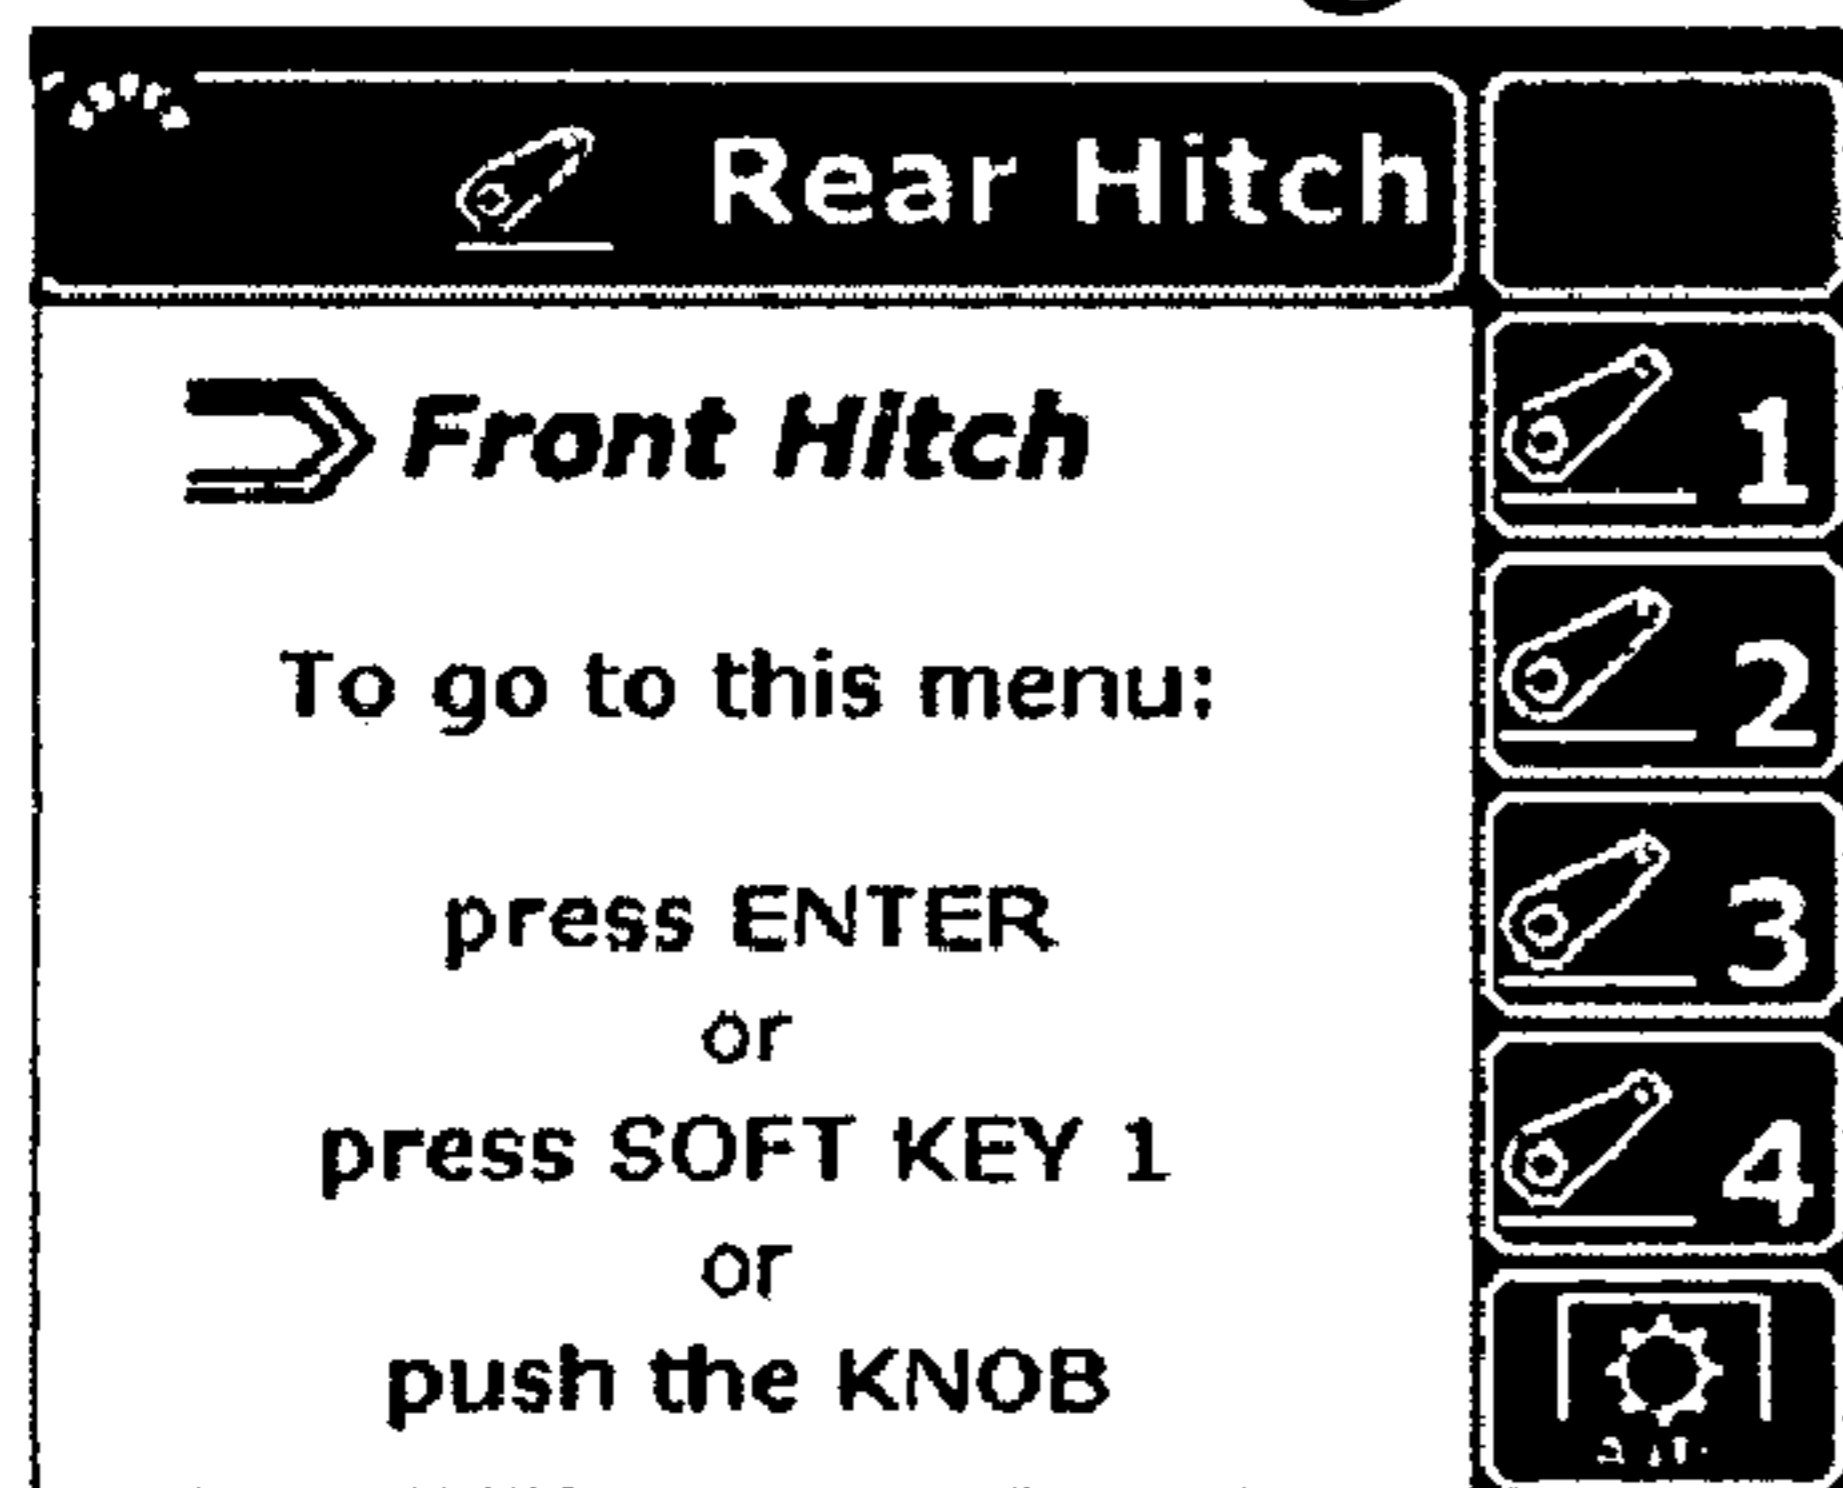 Rear Hitch
Front Hitch
To go to this menu:
press ENTER
or
press SOFT KEY 1
or
push the KNOB
1
2
3
4